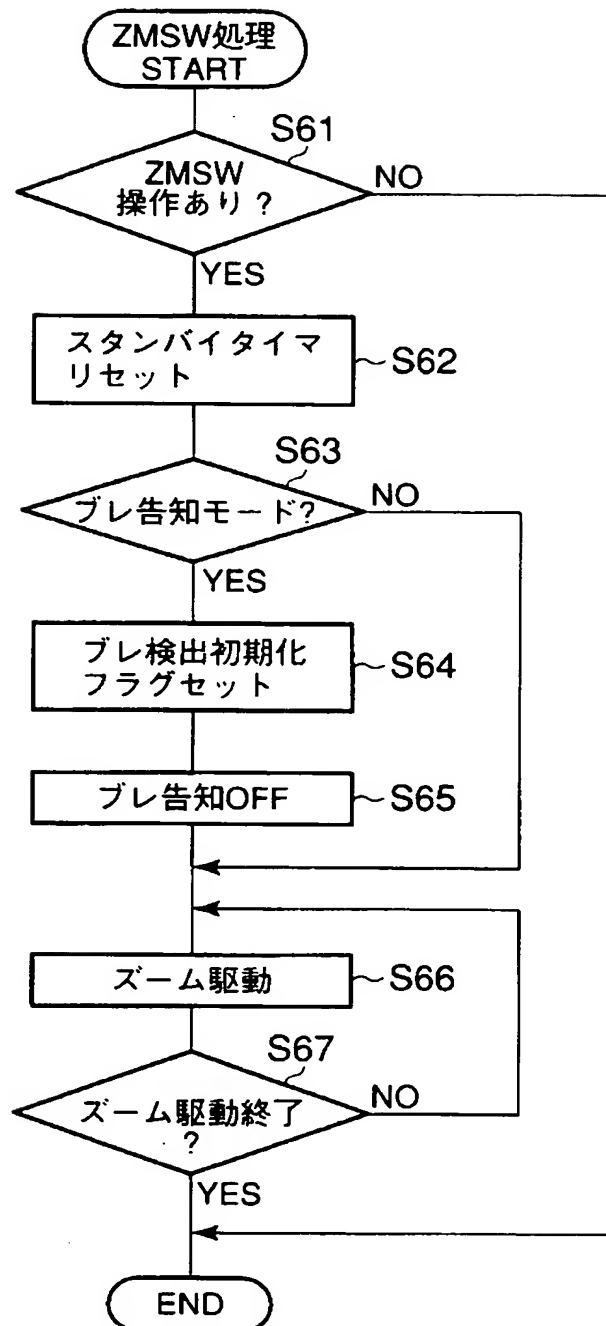 ZMSW処理
START
S61
ZMSW
操作あり?
NO
YES
スタンバイタイマ
リセット
S62
S63
ブレ告知モード?
NO
YES
ブレ検出初期化
フラグセット
S64
ブレ告知OFF
S65
ズーム駆動
S66
S67
ズーム駆動終了
?
NO
YES
END